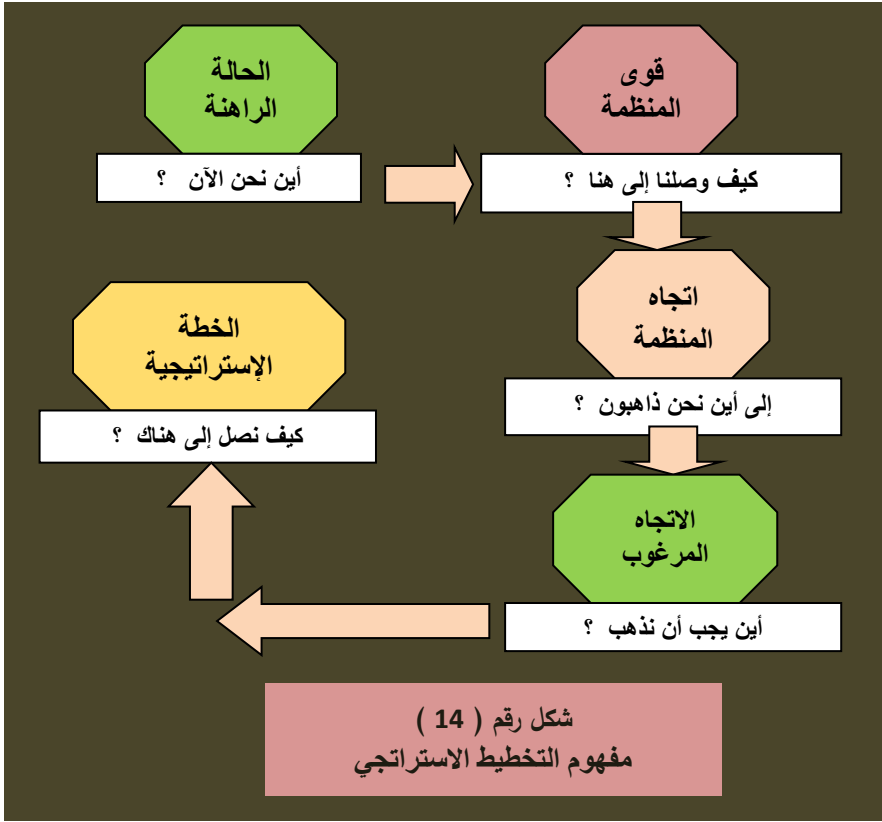 الحالة
الراهنة
أين نحن الآن ؟
قوى
المنظمة
كيف وصلنا إلى هنا ؟
اتجاه
المنظمة
إلى أين نحن ذاهبون ؟
الاتجاه
المرغوب
أين يجب أن نذهب ؟
الخطة
الإستراتيجية
كيف نصل إلى هناك ؟
شكل رقم ( 14 )
مفهوم التخطيط الاستراتجي